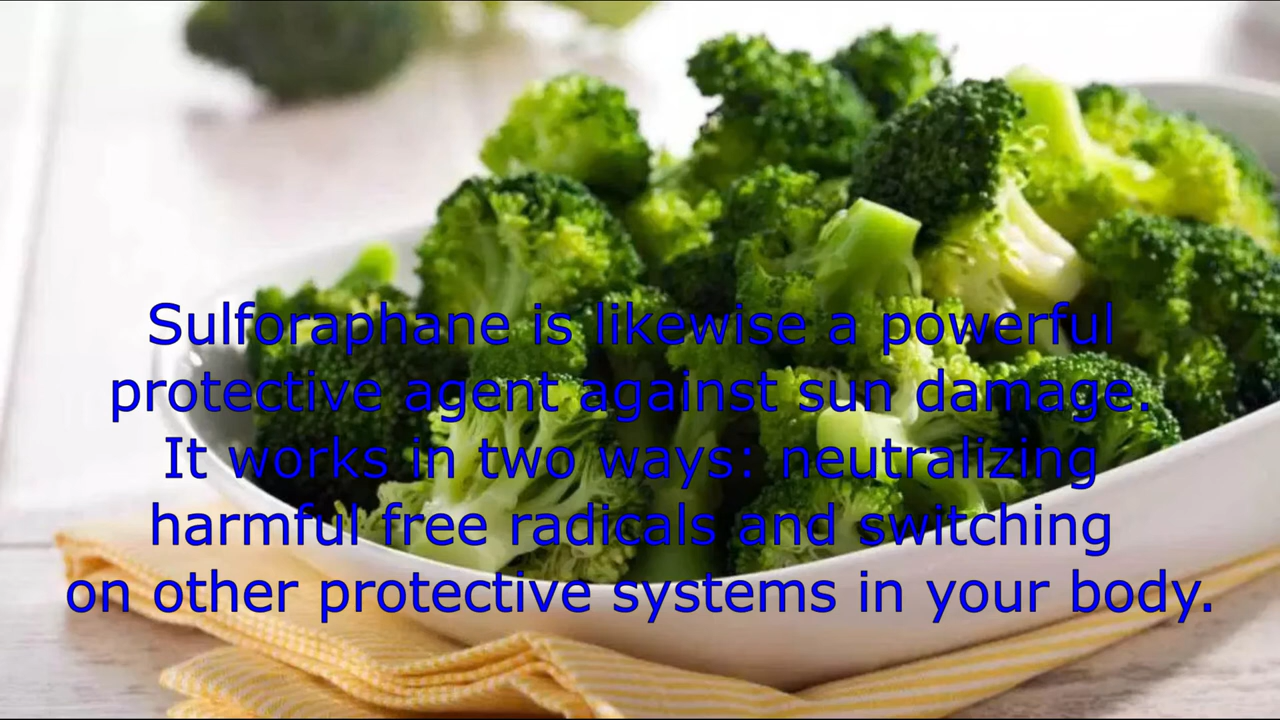 Sulforaphane is likewise a powerful
protective agent against sun damage.
It works in two ways: neutralizing
harmful free radicals and switching
on other protective systems in your body.